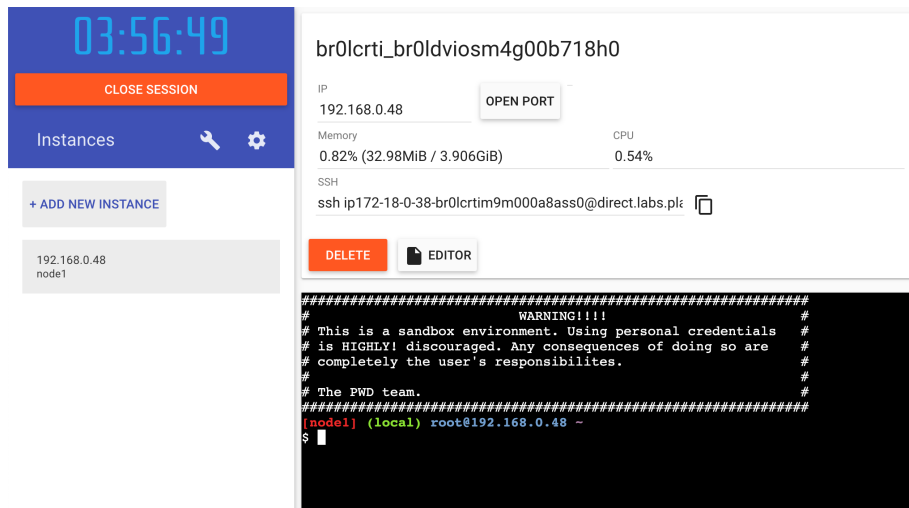 03:56:49
CLOSE SESSION
Instances
+ ADD NEW INSTANCE
192.168.0.48
node1
br0lcrti_br0ldviosm4g00b718h0
IP
192.168.0.48
OPEN PORT
Memory
0.82% (32.98MiB / 3.906GiB)
CPU
0.54%
SSH
ssh ip172-18-0-38-br0lcrtim9m000a8ass0@direct.labs.pla
DELETE
EDITOR
###############################################################
# WARNING!!!! #
# This is a sandbox environment. Using personal credentials #
# is HIGHLY! discouraged. Any consequences of doing so are #
# completely the user's responsibilites. #
# #
# The PWD team. #
###############################################################
[node1] (local) root@192.168.0.48 ~
$